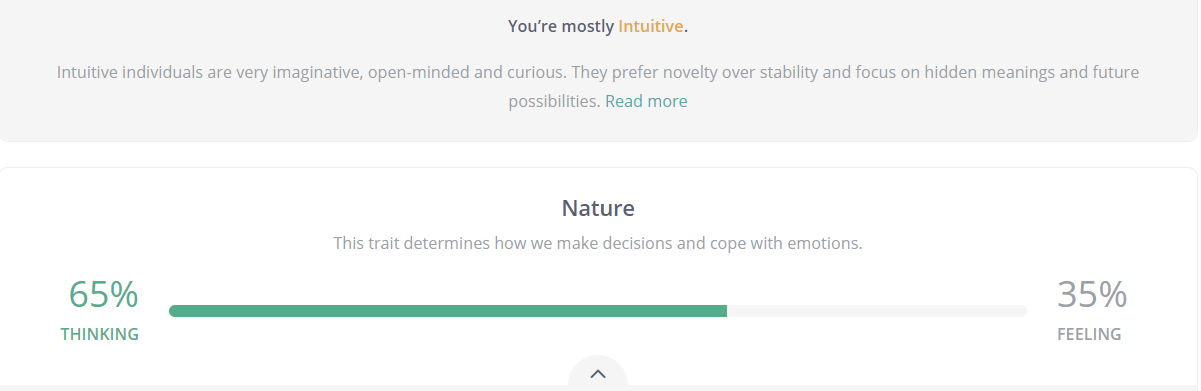 You’re mostly Intuitive.
Intuitive individuals are very imaginative, open-minded and curious. They prefer novelty over stability and focus on hidden meanings and future
possibilities. Read more
Nature
This trait determines how we make decisions and cope with emotions.
65%
THINKING
35%
FEELING